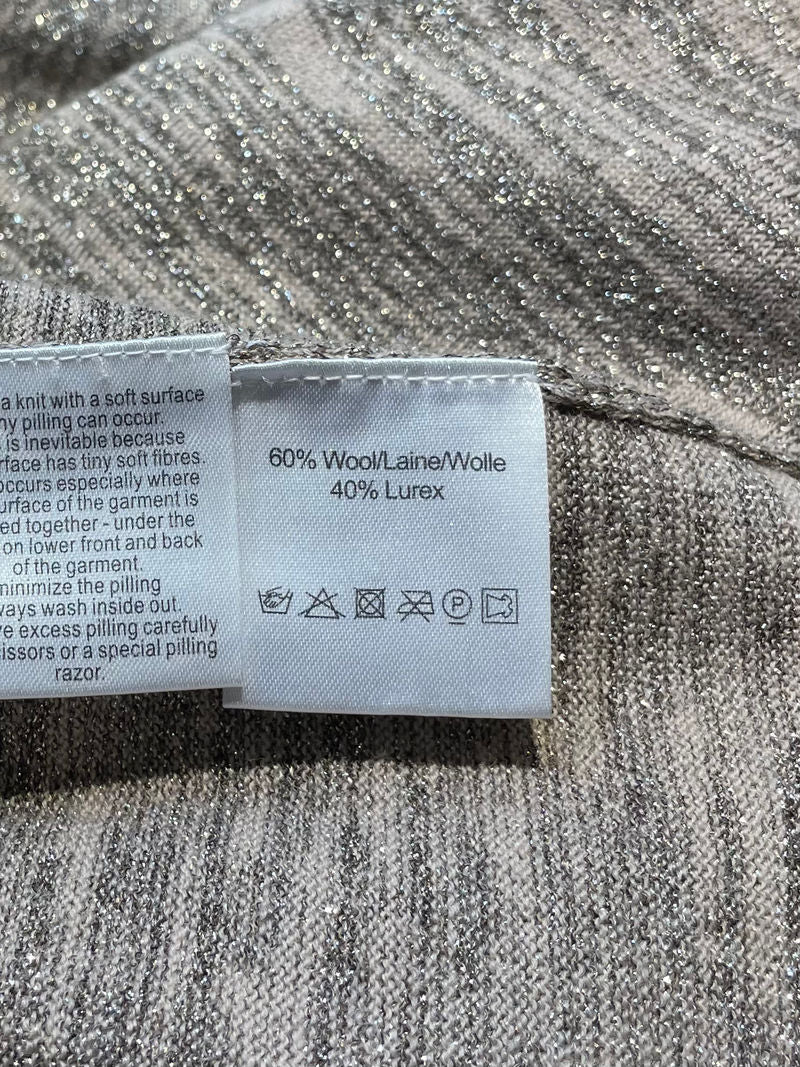 a knit with a soft surface
ny pilling can occur.
is inevitable because
rface has tiny soft fibres.
occurs especially where
urface of the garment is
ed together - under the
on lower front and back
of the garment.
minimize the pilling
ways wash inside out.
e excess pilling carefully
issors or a special pilling
razor.
60% Wool/Laine/Wolle
40% Lurex
P